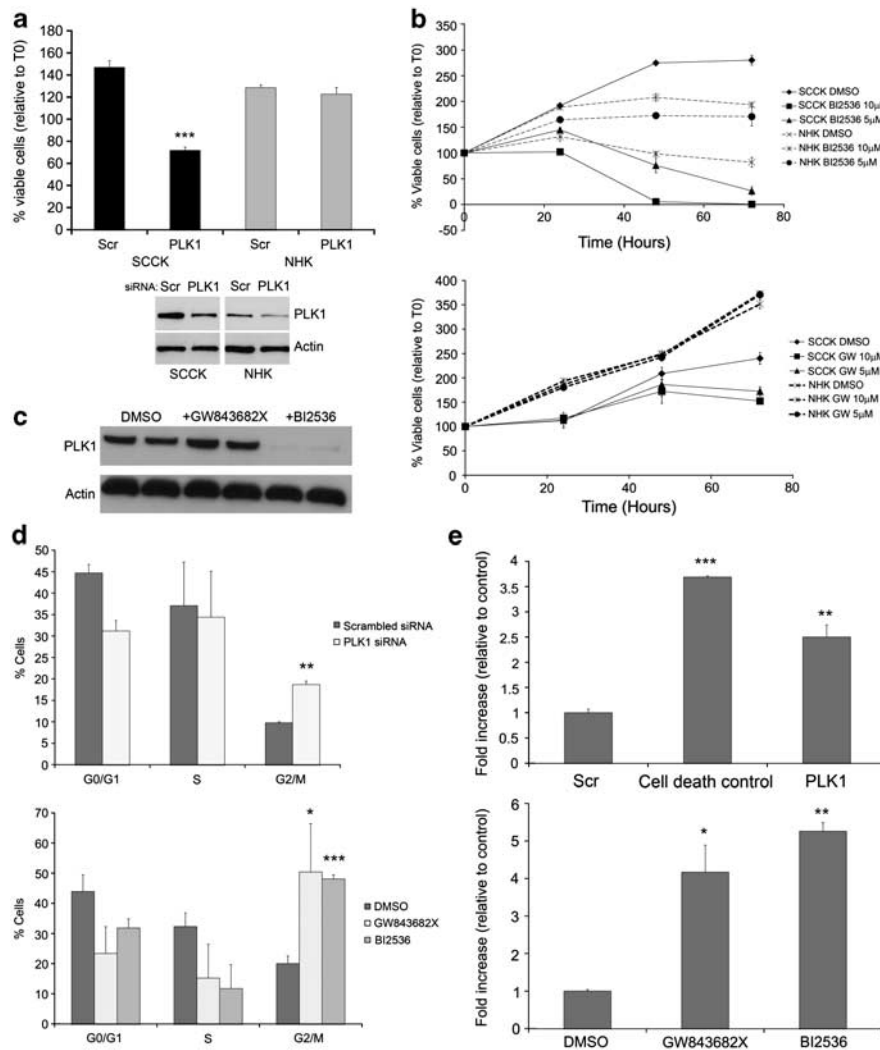 a
% viable cells (relative to T0)
160
140
120
100
80
60
40
20
0
***
Scr PLK1 Scr PLK1
SCCK NHK
siRNA: Scr PLK1 Scr PLK1
PLK1
Actin
SCCK NHK
b
% Viable cells (relative to T0)
350
300
250
200
150
100
50
0
-50
0 20 40 60 80
Time (Hours)
SCCK DMSO
SCCK BI2536 10μM
SCCK BI2536 5μM
NHK DMSO
NHK BI2536 10μM
NHK BI2536 5μM
% Viable cells (relative to T0)
400
350
300
250
200
150
100
50
0
0 20 40 60 80
Time (Hours)
SCCK DMSO
SCCK GW 10μM
SCCK GW 5μM
NHK DMSO
NHK GW 10μM
NHK GW 5μM
c
DMSO +GW843682X +BI2536
PLK1
Actin
d
% Cells
50
45
40
35
30
25
20
15
10
5
0
**
G0/G1 S G2/M
Scrambled siRNA
PLK1 siRNA
% Cells
70
60
50
40
30
20
10
0
*
***
G0/G1 S G2/M
DMSO
GW843682X
BI2536
e
Fold increase (relative to control)
4
3.5
3
2.5
2
1.5
1
0.5
0
***
**
Scr Cell death control PLK1
Fold increase (relative to control)
6
5
4
3
2
1
0
*
**
DMSO GW843682X BI2536